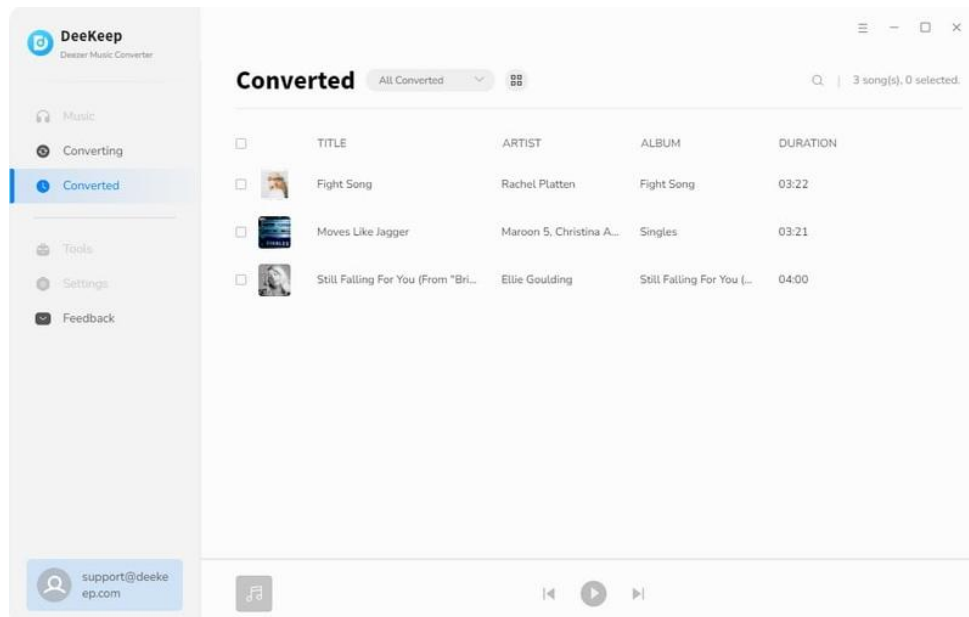 DeeKeep
Deezer Music Converter
Music
Converting
Converted
Tools
Settings
Feedback
support@deeke
ep.com
Converted
All Converted
3 song(s), 0 selected.
TITLE ARTIST ALBUM DURATION
Fight Song Rachel Platten Fight Song 03:22
Moves Like Jagger Maroon 5, Christina A... Singles 03:21
Still Falling For You (From "Bri... Ellie Goulding Still Falling For You (... 04:00